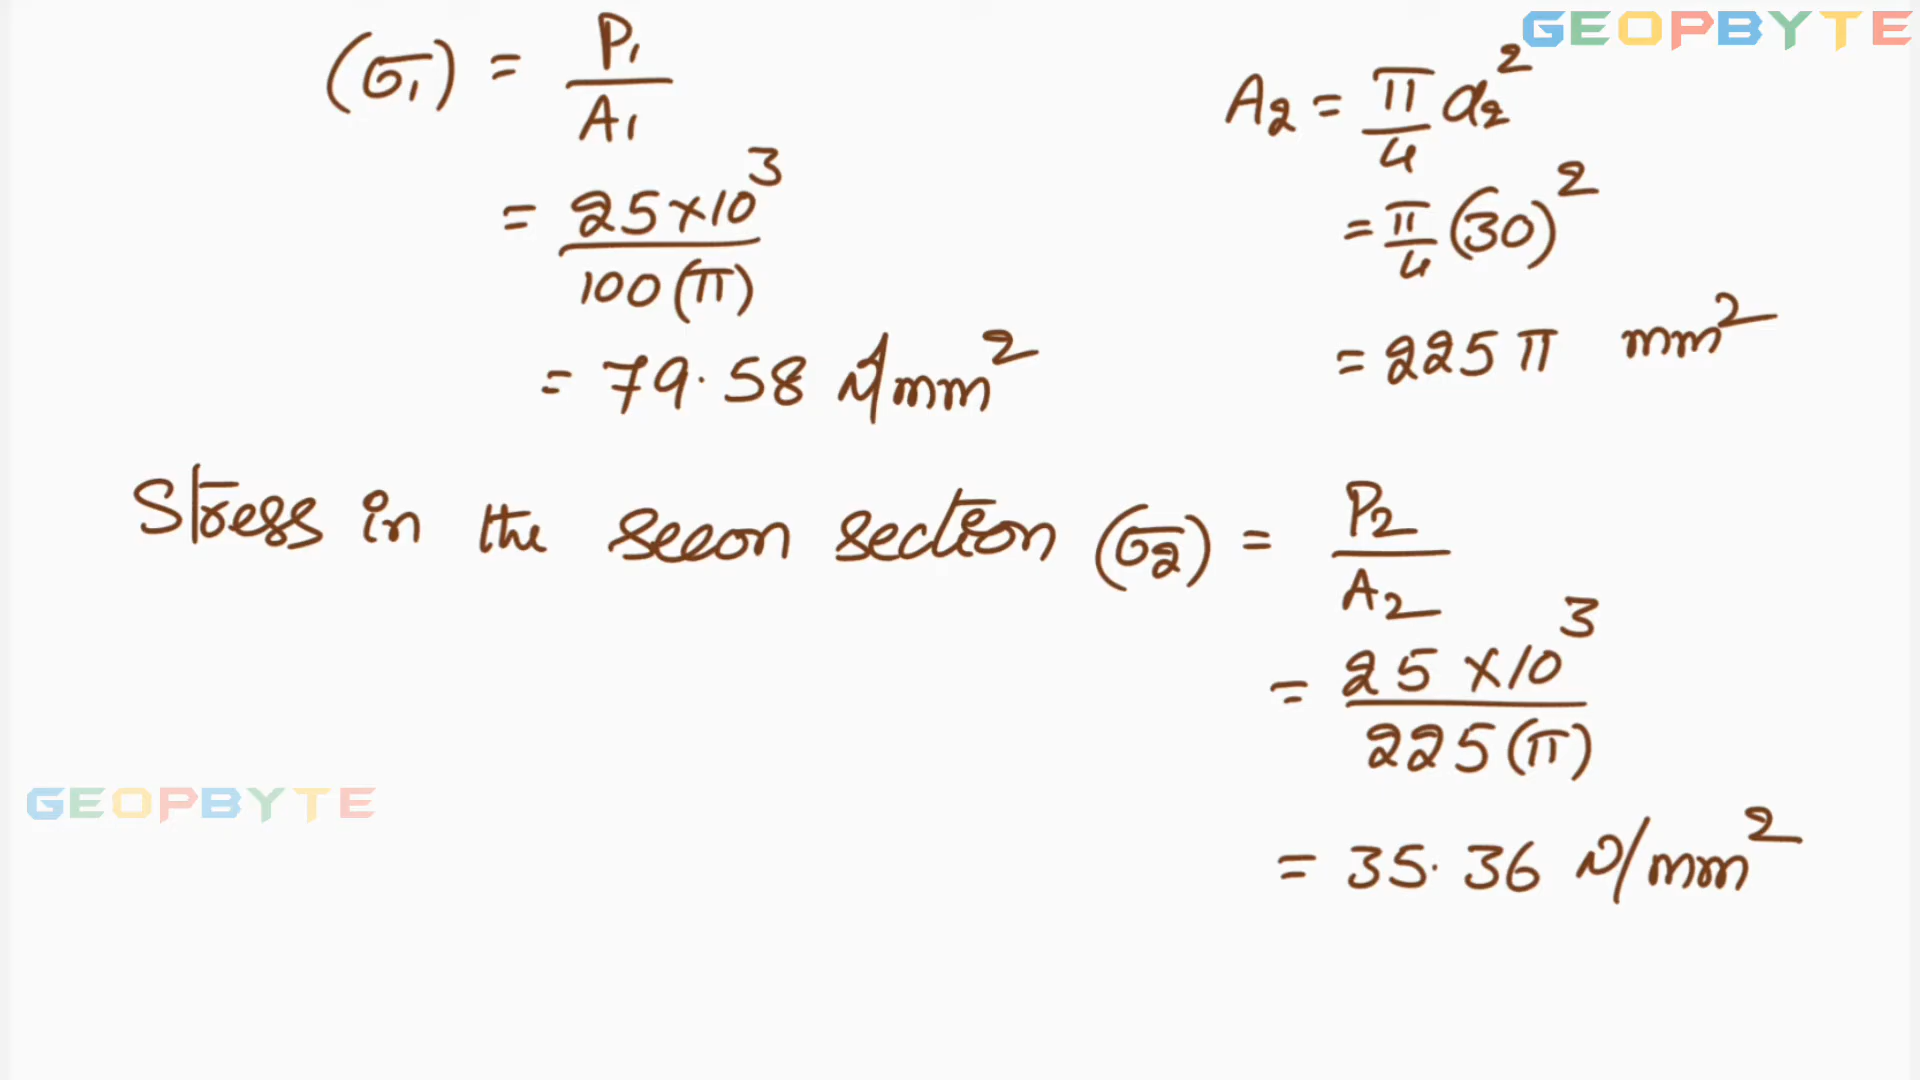 GEOPBYTE
(σ₁) = P₁/A₁
= 25×10³/100(π)
= 79.58 N/mm²
A₂ = π/4 d₂²
= π/4 (30)²
= 225 π mm²
Stress in the secon section (σ₂) = P₂/A₂
= 25 ×10³/225(π)
= 35.36 N/mm²
GEOPBYTE